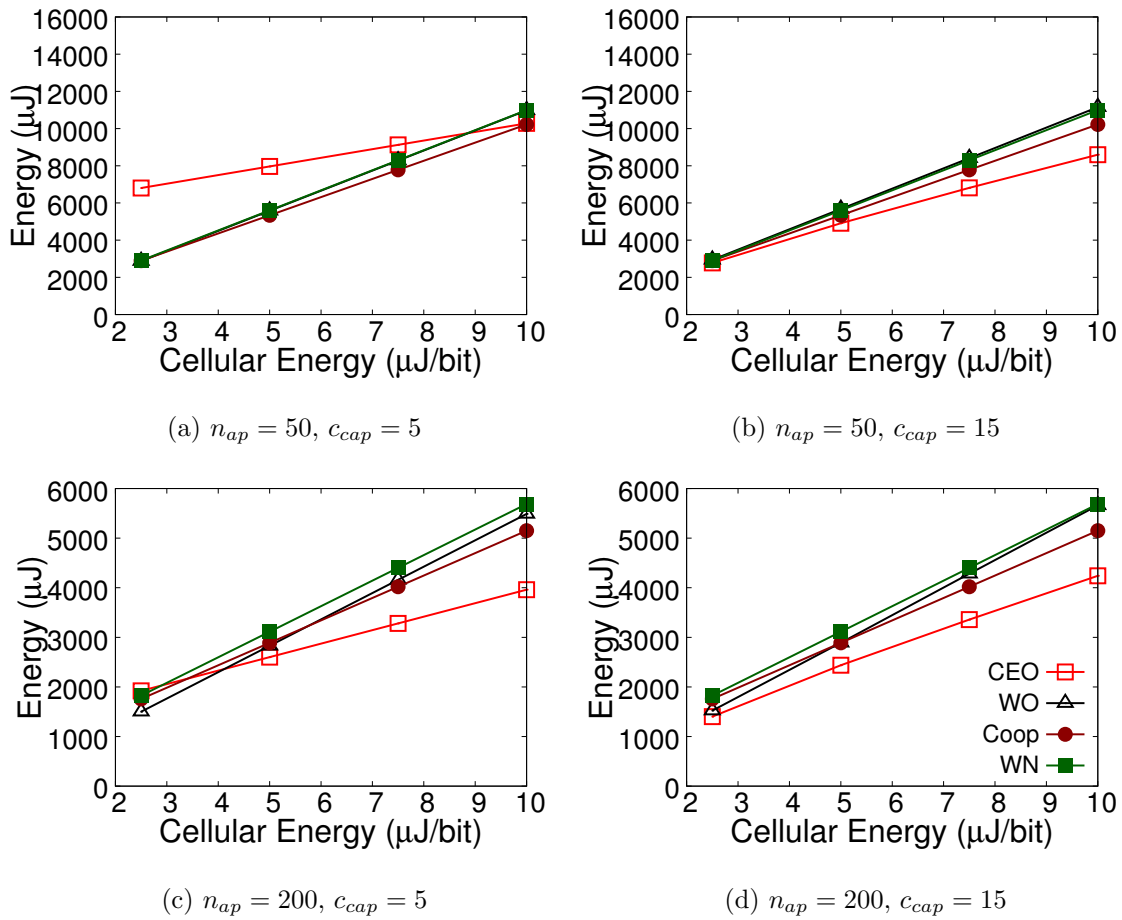 16000
14000
12000
10000
8000
6000
4000
2000
0
Energy (μJ)
2 3 4 5 6 7 8 9 10
Cellular Energy (μJ/bit)
(a) n_ap = 50, c_cap = 5
16000
14000
12000
10000
8000
6000
4000
2000
0
Energy (μJ)
2 3 4 5 6 7 8 9 10
Cellular Energy (μJ/bit)
(b) n_ap = 50, c_cap = 15
6000
5000
4000
3000
2000
1000
0
Energy (μJ)
2 3 4 5 6 7 8 9 10
Cellular Energy (μJ/bit)
(c) n_ap = 200, c_cap = 5
6000
5000
4000
3000
2000
1000
0
Energy (μJ)
CEO
WO
Coop
WN
2 3 4 5 6 7 8 9 10
Cellular Energy (μJ/bit)
(d) n_ap = 200, c_cap = 15